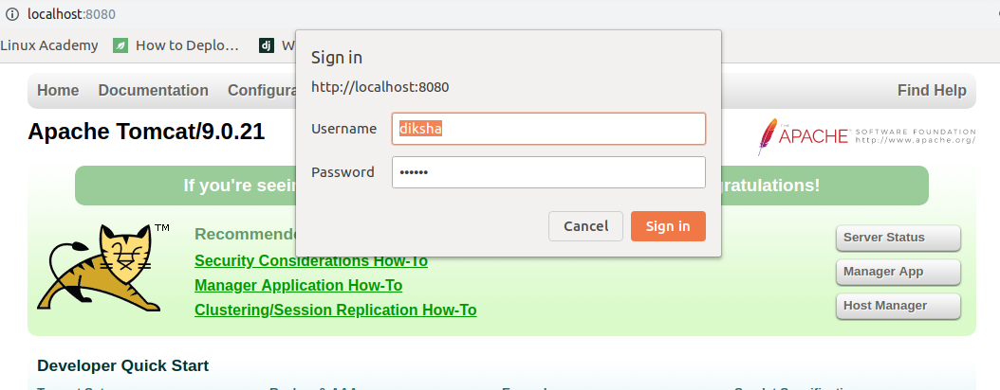 localhost:8080
Linux Academy How to Deplo… dj W
Sign in
http://localhost:8080
Username diksha
Password ••••••
Cancel Sign in
Home Documentation Configura Find Help
Apache Tomcat/9.0.21
THE APACHE SOFTWARE FOUNDATION
http://www.apache.org/
If you're seein gratulations!
TM
Recommende
Security Considerations How-To
Manager Application How-To
Clustering/Session Replication How-To
Server Status
Manager App
Host Manager
Developer Quick Start